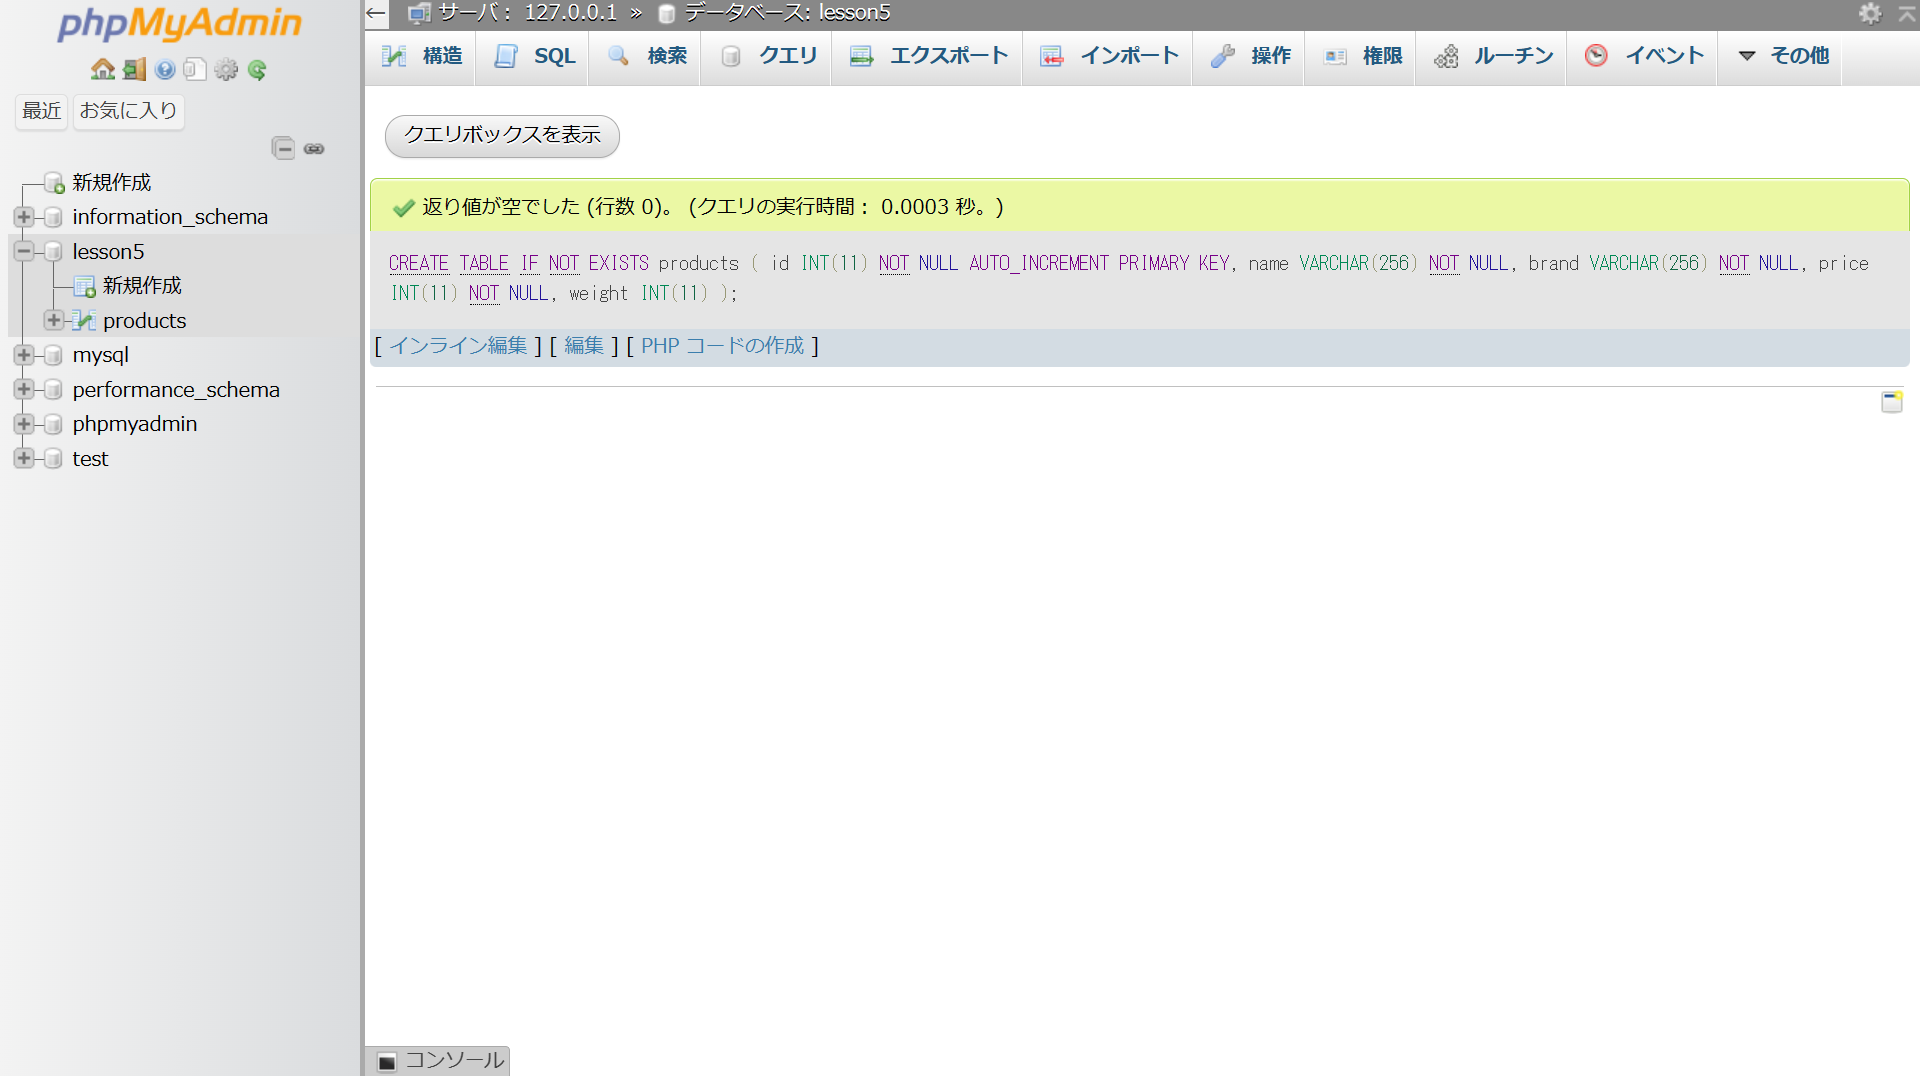 phpMyAdmin
最近 お気に入り
新規作成
information_schema
lesson5
新規作成
products
mysql
performance_schema
phpmyadmin
test
サーバ: 127.0.0.1 » データベース: lesson5
構造 SQL 検索 クエリ エクスポート インポート 操作 権限 ルーチン イベント その他
クエリボックスを表示
返り値が空でした (行数 0)。 (クエリの実行時間: 0.0003 秒。)
CREATE TABLE IF NOT EXISTS products ( id INT(11) NOT NULL AUTO_INCREMENT PRIMARY KEY, name VARCHAR(256) NOT NULL, brand VARCHAR(256) NOT NULL, price
INT(11) NOT NULL, weight INT(11) );
[ インライン編集 ] [ 編集 ] [ PHP コードの作成 ]
コンソール